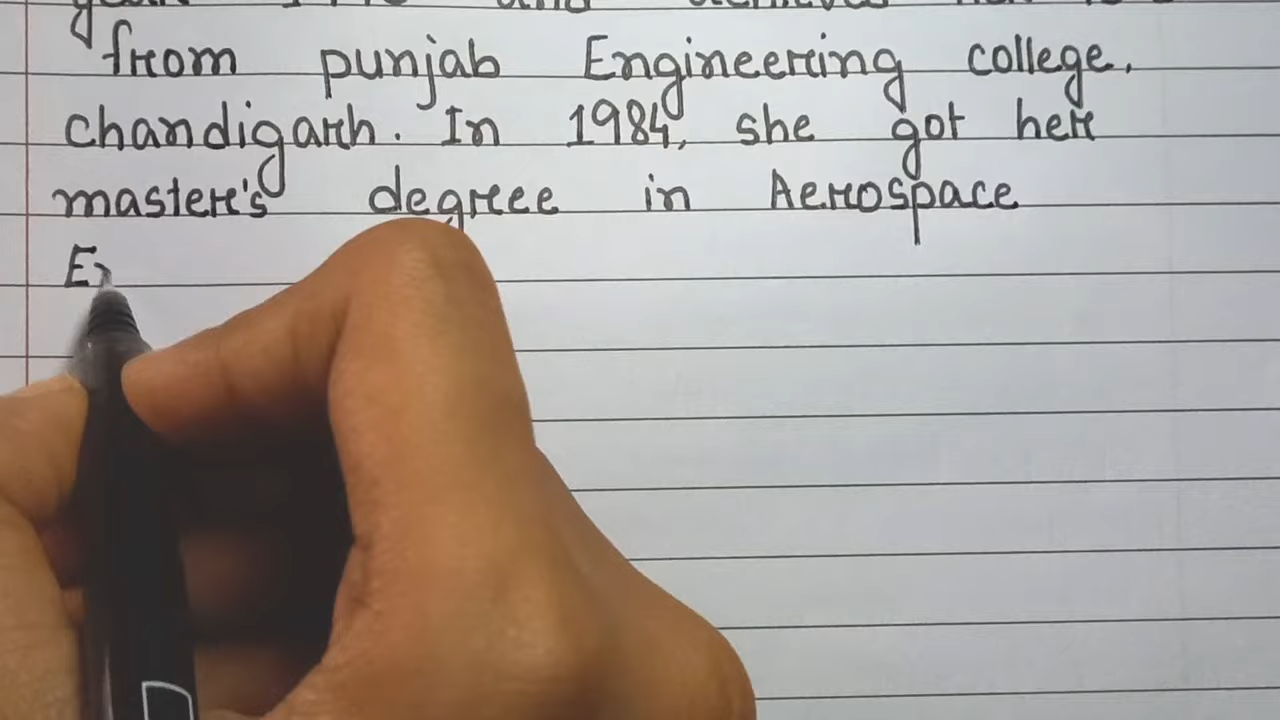 from punjab Engineering college.
chandigarh. In 1984, she got her
master's degree in Aerospace